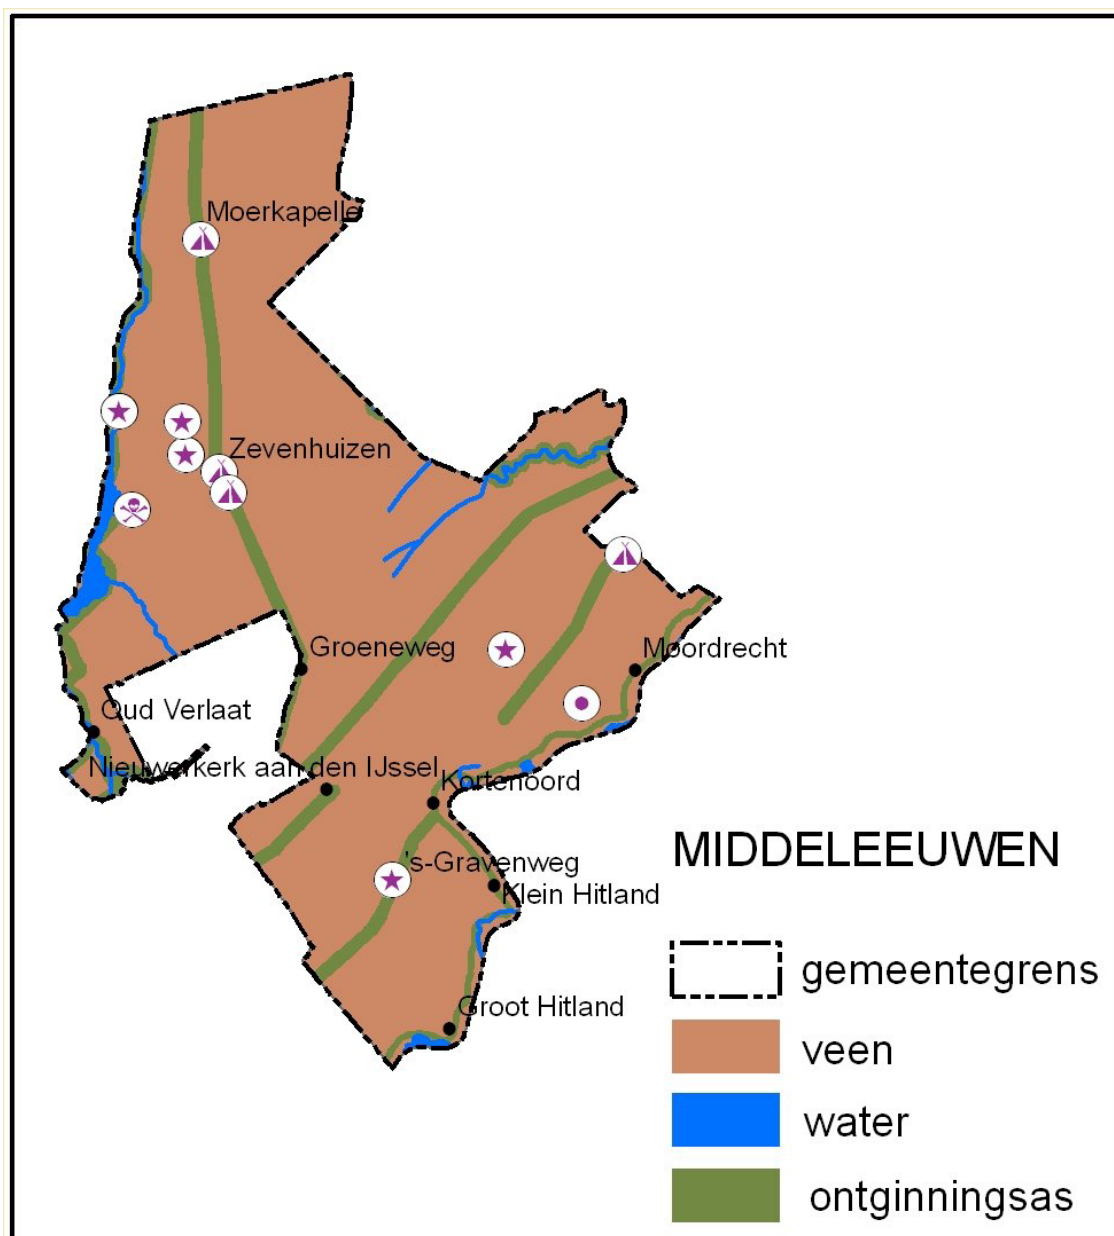 Moerkapelle
Zevenhuizen
Groeneweg
Moordrecht
Oud Verlaat
Nieuwerkerk aan den IJssel
Kortenoord
's-Gravenweg
Klein Hitland
Groot Hitland
MIDDELEEUWEN
gemeentegrens
veen
water
ontginningsas